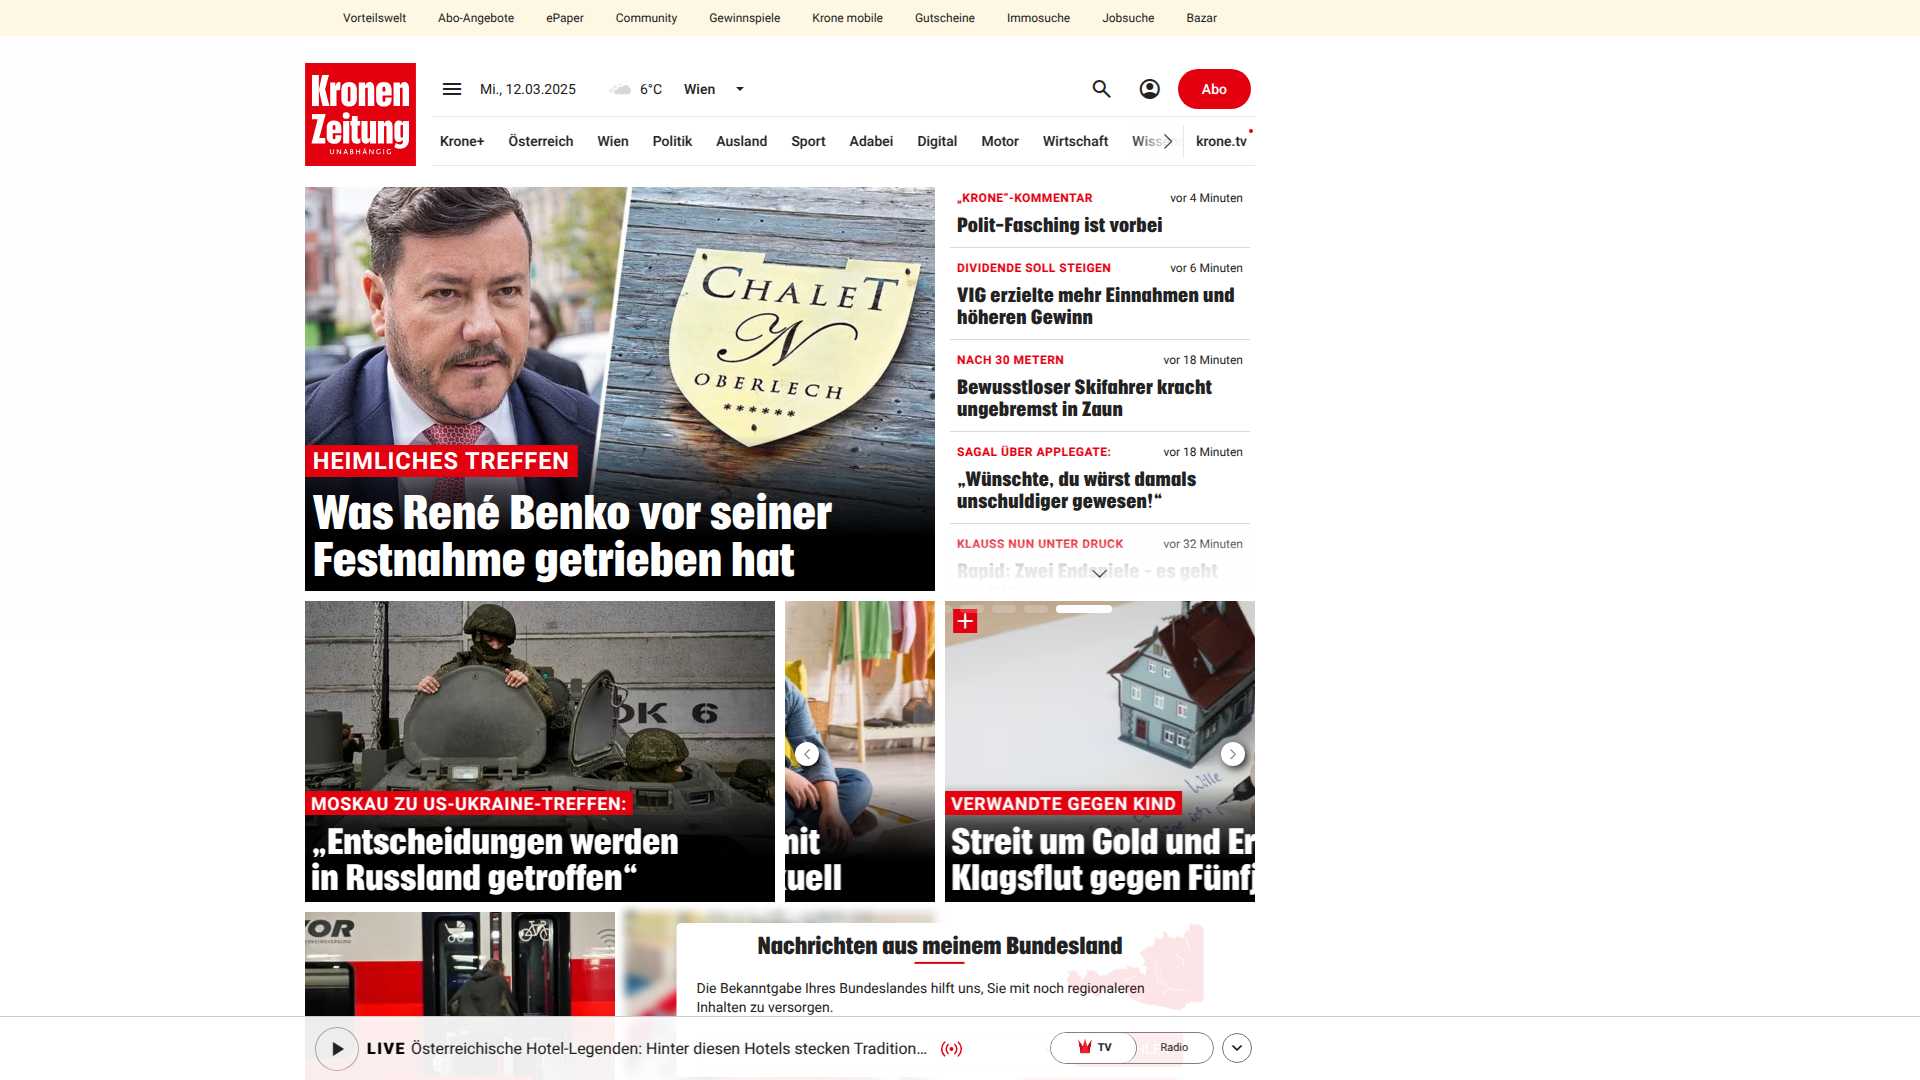 Vorteilswelt Abo-Angebote ePaper Community Gewinnspiele Krone mobile Gutscheine Immosuche Jobsuche Bazar
Kronen
Zeitung
UNABHÄNGIG
Mi., 12.03.2025 6°C Wien
Abo
Krone+ Österreich Wien Politik Ausland Sport Adabei Digital Motor Wirtschaft krone.tv
CHALET
N
OBERLECH
******
HEIMLICHES TREFFEN
Was René Benko vor seiner
Festnahme getrieben hat
„KRONE“-KOMMENTAR vor 4 Minuten
Polit-Fasching ist vorbei
DIVIDENDE SOLL STEIGEN vor 6 Minuten
VIG erzielte mehr Einnahmen und
höheren Gewinn
NACH 30 METERN vor 18 Minuten
Bewusstloser Skifahrer kracht
ungebremst in Zaun
SAGAL ÜBER APPLEGATE: vor 18 Minuten
„Wünschte, du wärst damals
unschuldiger gewesen!“
KLAUSS NUN UNTER DRUCK vor 32 Minuten
Rapid: Zwei Endspiele - es geht
OK 6
MOSKAU ZU US-UKRAINE-TREFFEN:
„Entscheidungen werden
in Russland getroffen“
mit
Wille
VERWANDTE GEGEN KIND
Streit um Gold und
Klagsflut gegen
Nachrichten aus meinem Bundesland
Die Bekanntgabe Ihres Bundeslandes hilft uns, Sie mit noch regionaleren
Inhalten zu versorgen.
LIVE Österreichische Hotel-Legenden: Hinter diesen Hotels stecken Tradition...
TV Radio